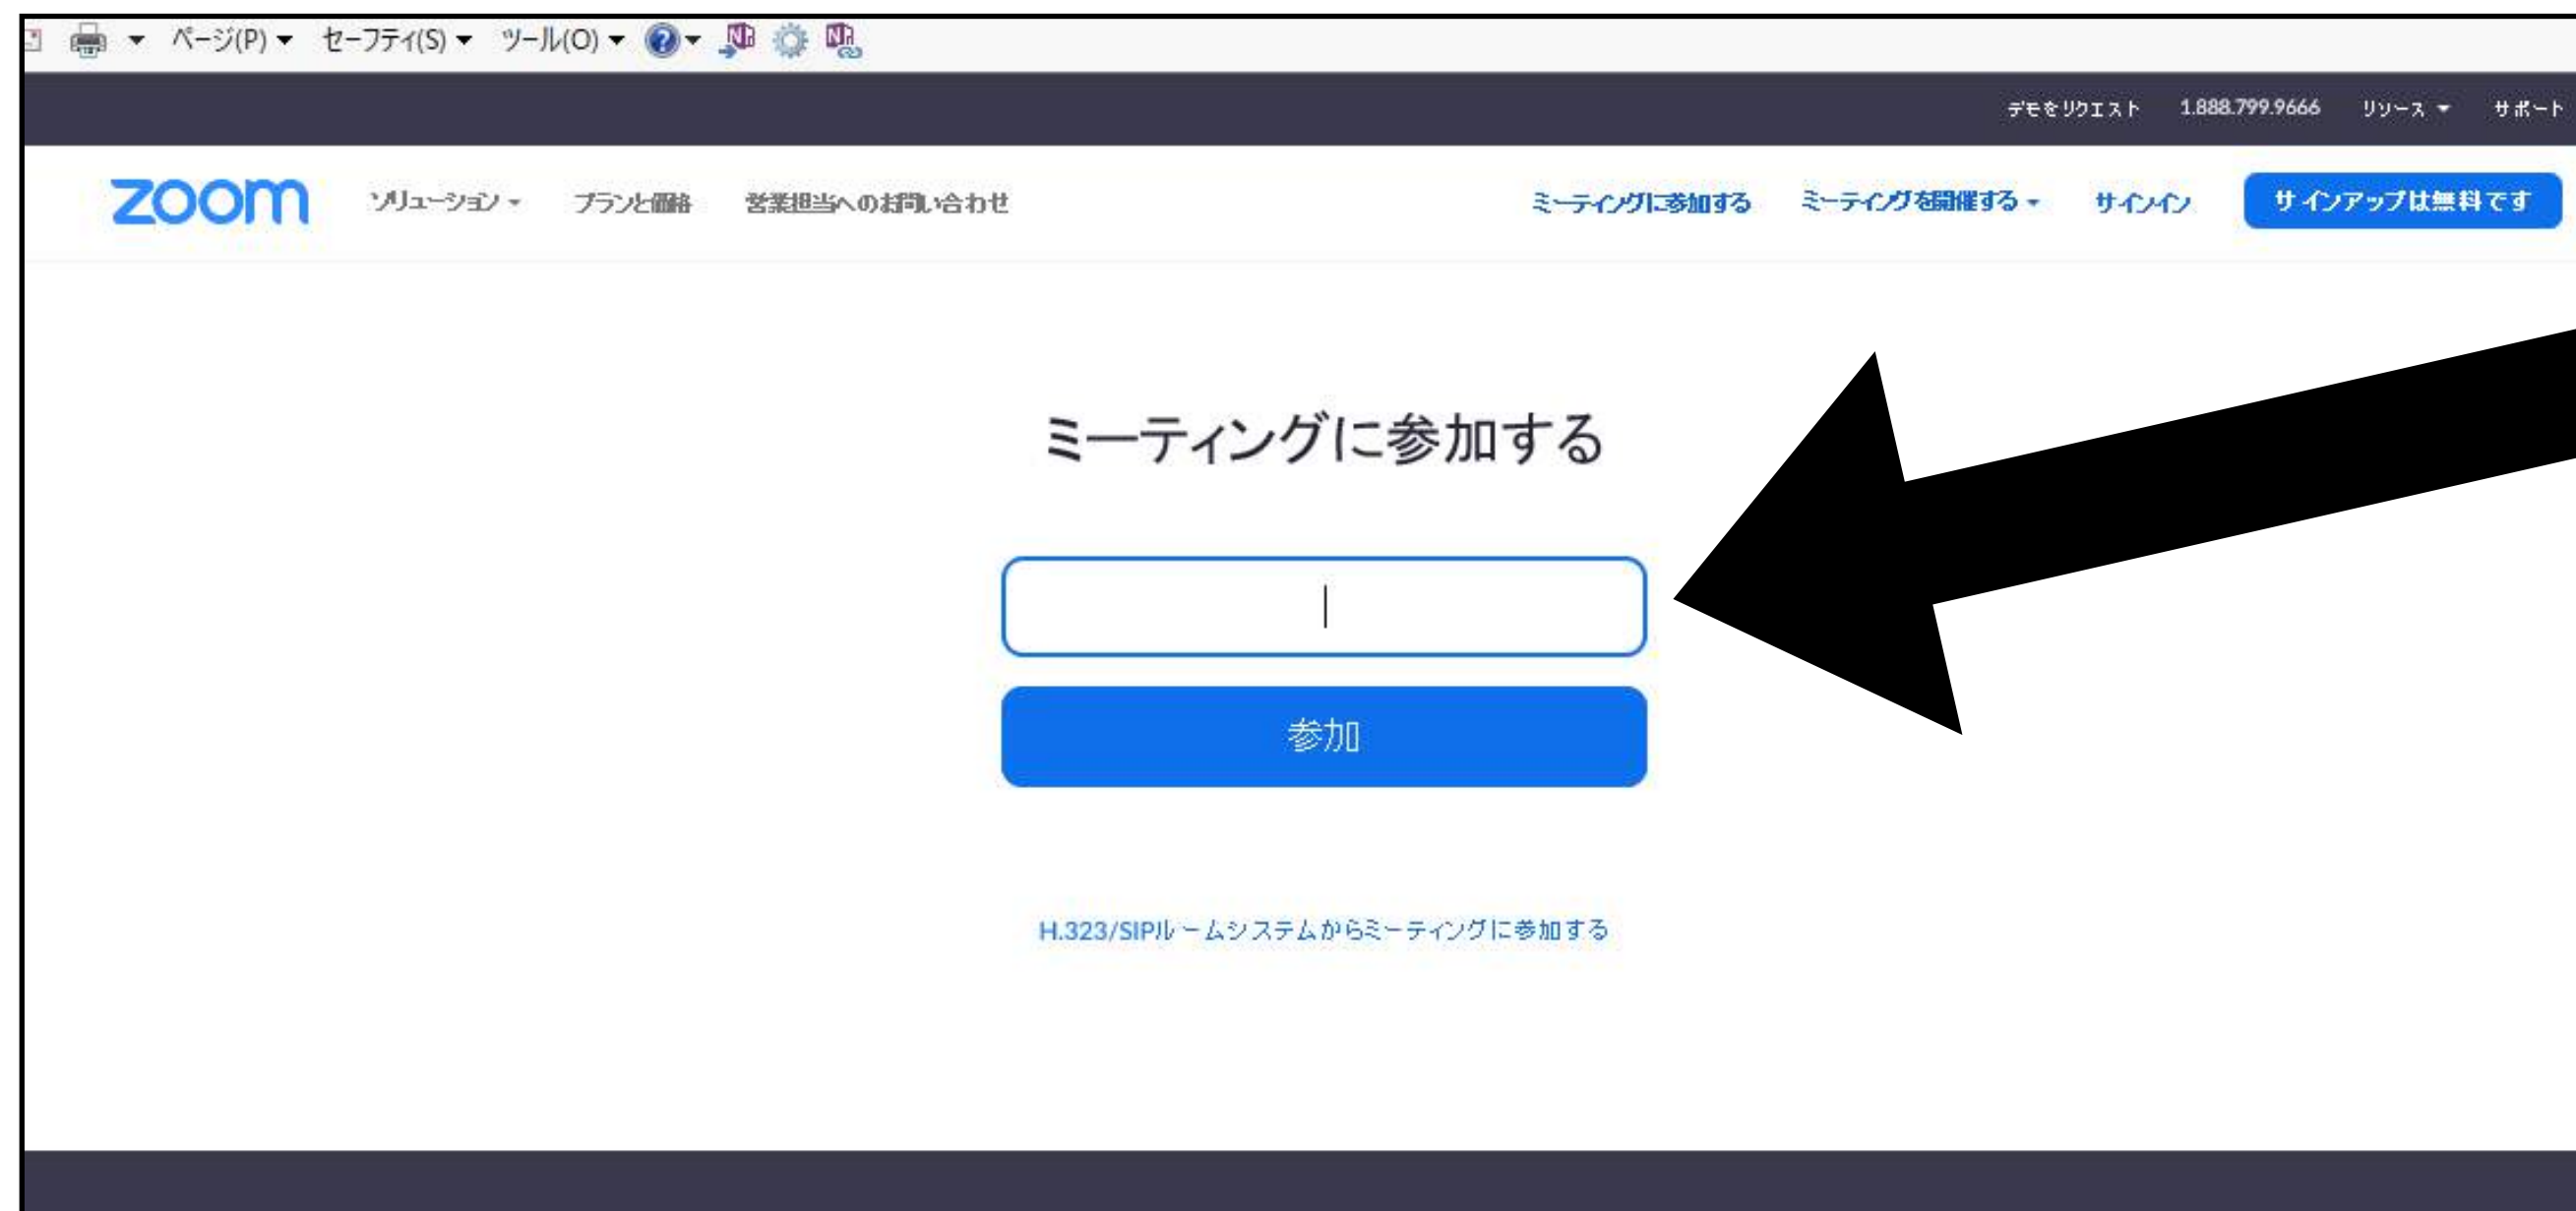 ページ(P) セーフティ(S) ツール(O)
デモをリクエスト 1.888.799.9666 リソース サポート
zoom ソリューション プランと価格 営業担当へのお問い合わせ ミーティングに参加する ミーティングを開催する サインイン サインアップは無料です
ミーティングに参加する
参加
H.323/SIPルームシステムからミーティングに参加する